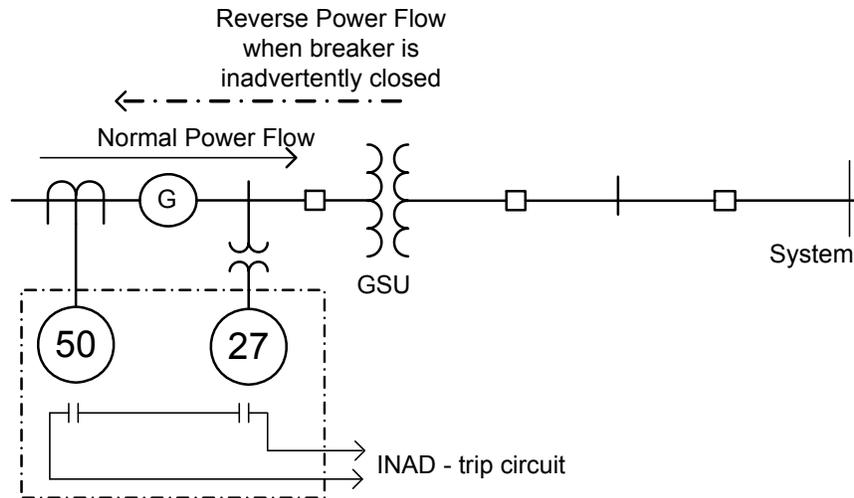 Reverse Power Flow
when breaker is
inadvertently closed
Normal Power Flow
G
System
GSU
50
27
INAD - trip circuit